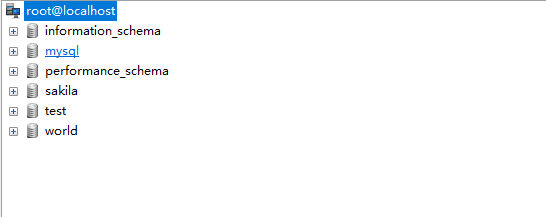 root@localhost
information_schema
mysql
performance_schema
sakila
test
world